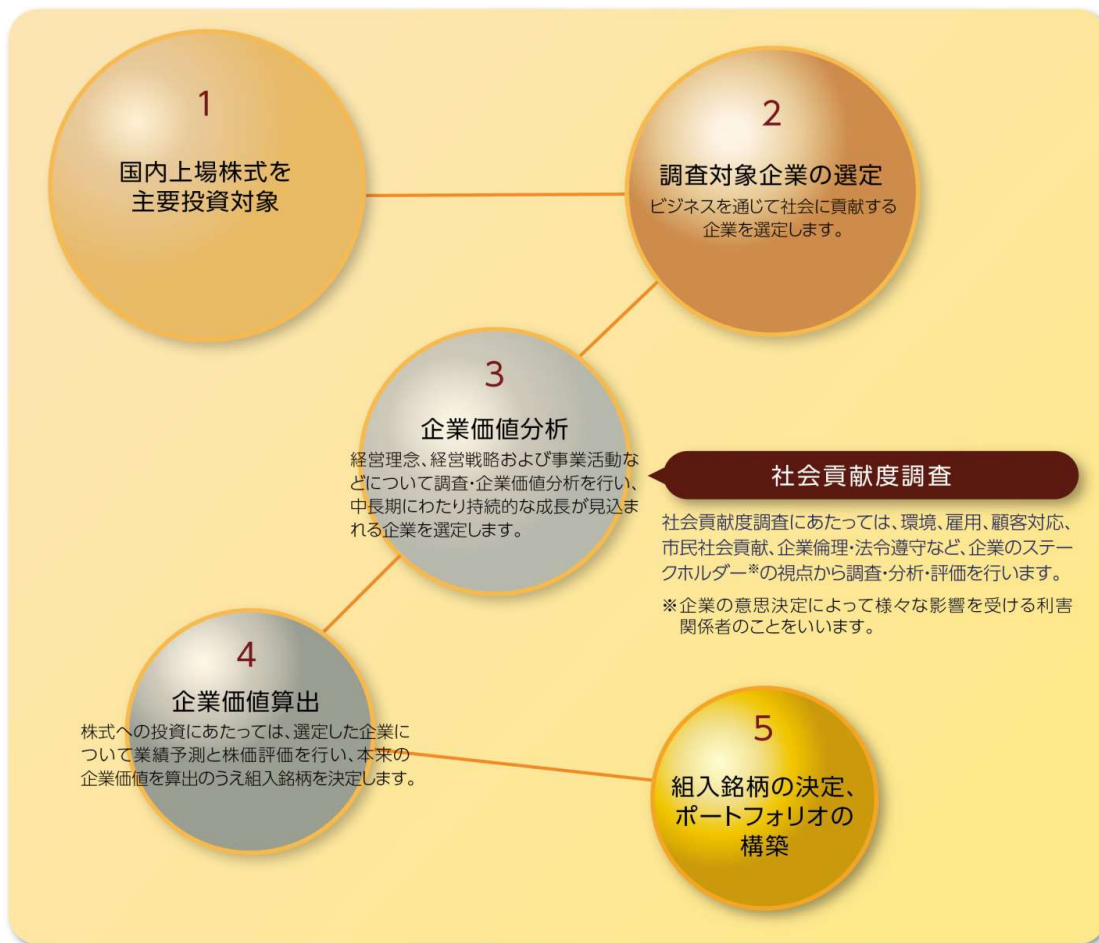 1
国内上場株式を
主要投資対象
2
調査対象企業の選定
ビジネスを通じて社会に貢献する
企業を選定します。
3
企業価値分析
経営理念、経営戦略および事業活動な
どについて調査・企業価値分析を行い、
中長期にわたり持続的な成長が見込ま
れる企業を選定します。
社会貢献度調査
社会貢献度調査にあたっては、環境、雇用、顧客対応、
市民社会貢献、企業倫理・法令遵守など、企業のステー
クホルダー※の視点から調査・分析・評価を行います。
※企業の意思決定によって様々な影響を受ける利害
関係者のことをいいます。
4
企業価値算出
株式への投資にあたっては、選定した企業に
ついて業績予測と株価評価を行い、本来の
企業価値を算出のうえ組入銘柄を決定します。
5
組入銘柄の決定、
ポートフォリオの
構築